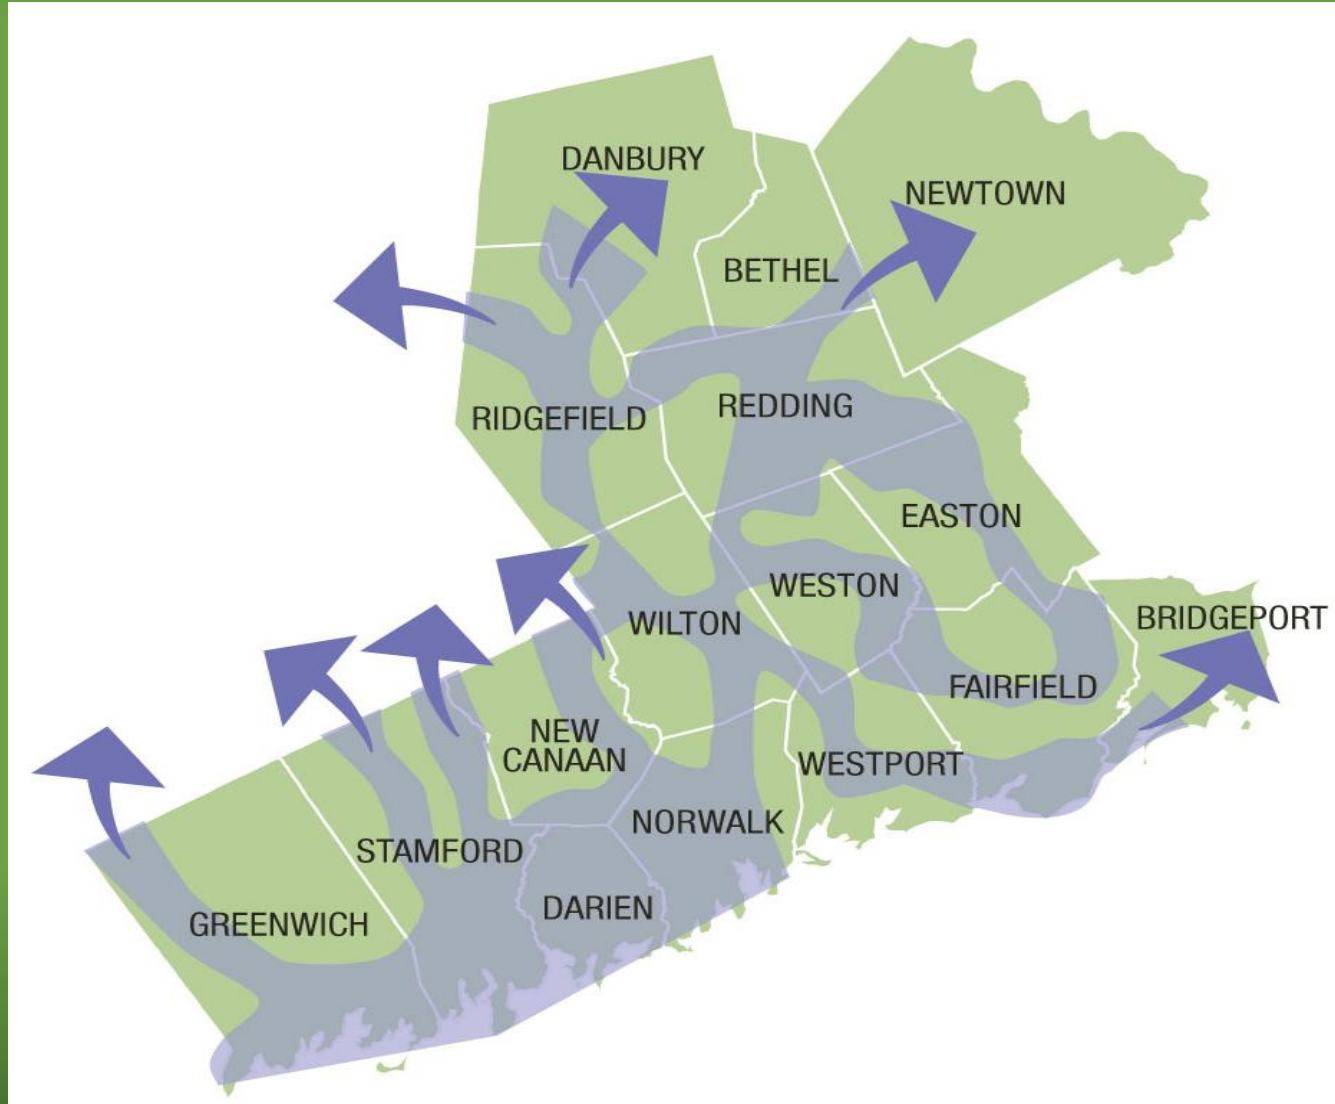 DANBURY
NEWTOWN
BETHEL
RIDGEFIELD
REDDING
EASTON
WESTON
WILTON
BRIDGEPORT
FAIRFIELD
NEW
CANAAN
WESTPORT
NORWALK
STAMFORD
DARIEN
GREENWICH